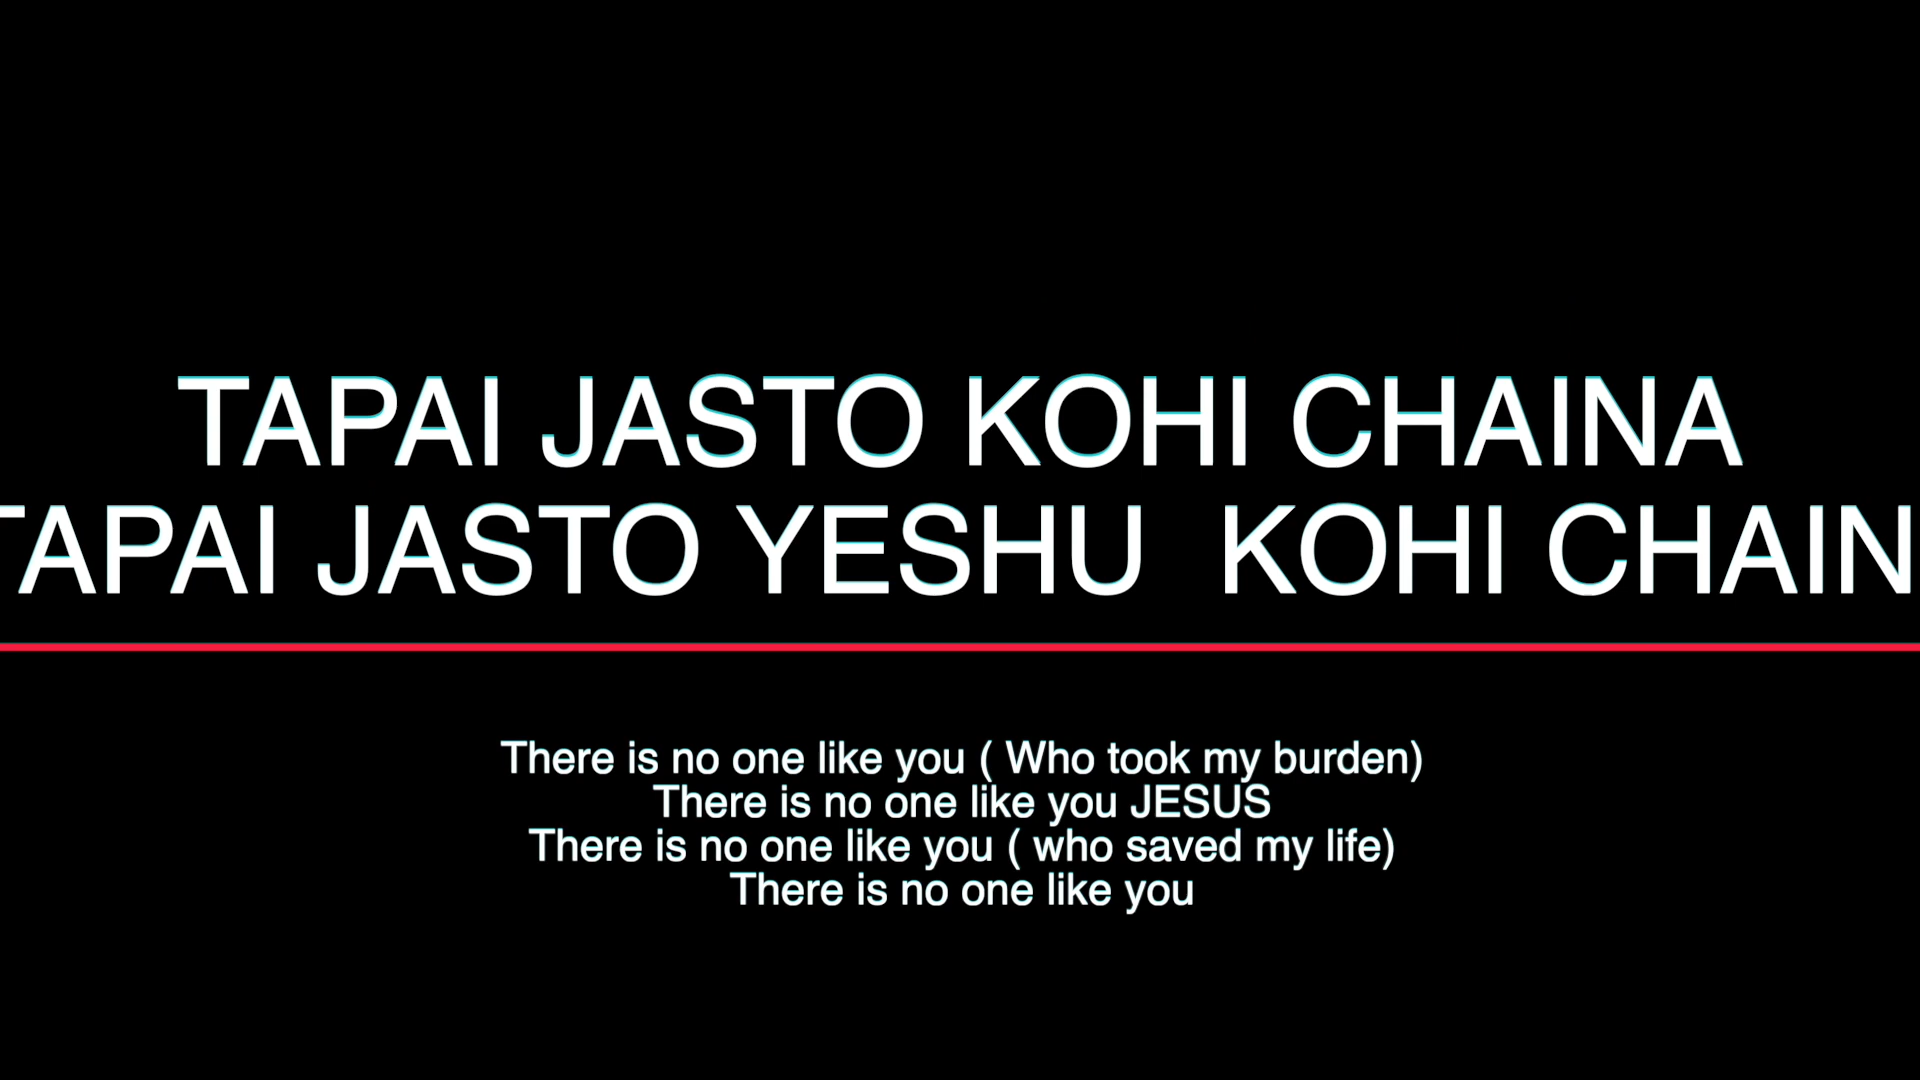 TAPAI JASTO KOHI CHAINA
TAPAI JASTO YESHU  KOHI CHAIN
There is no one like you ( Who took my burden)
There is no one like you JESUS
There is no one like you ( who saved my life)
There is no one like you